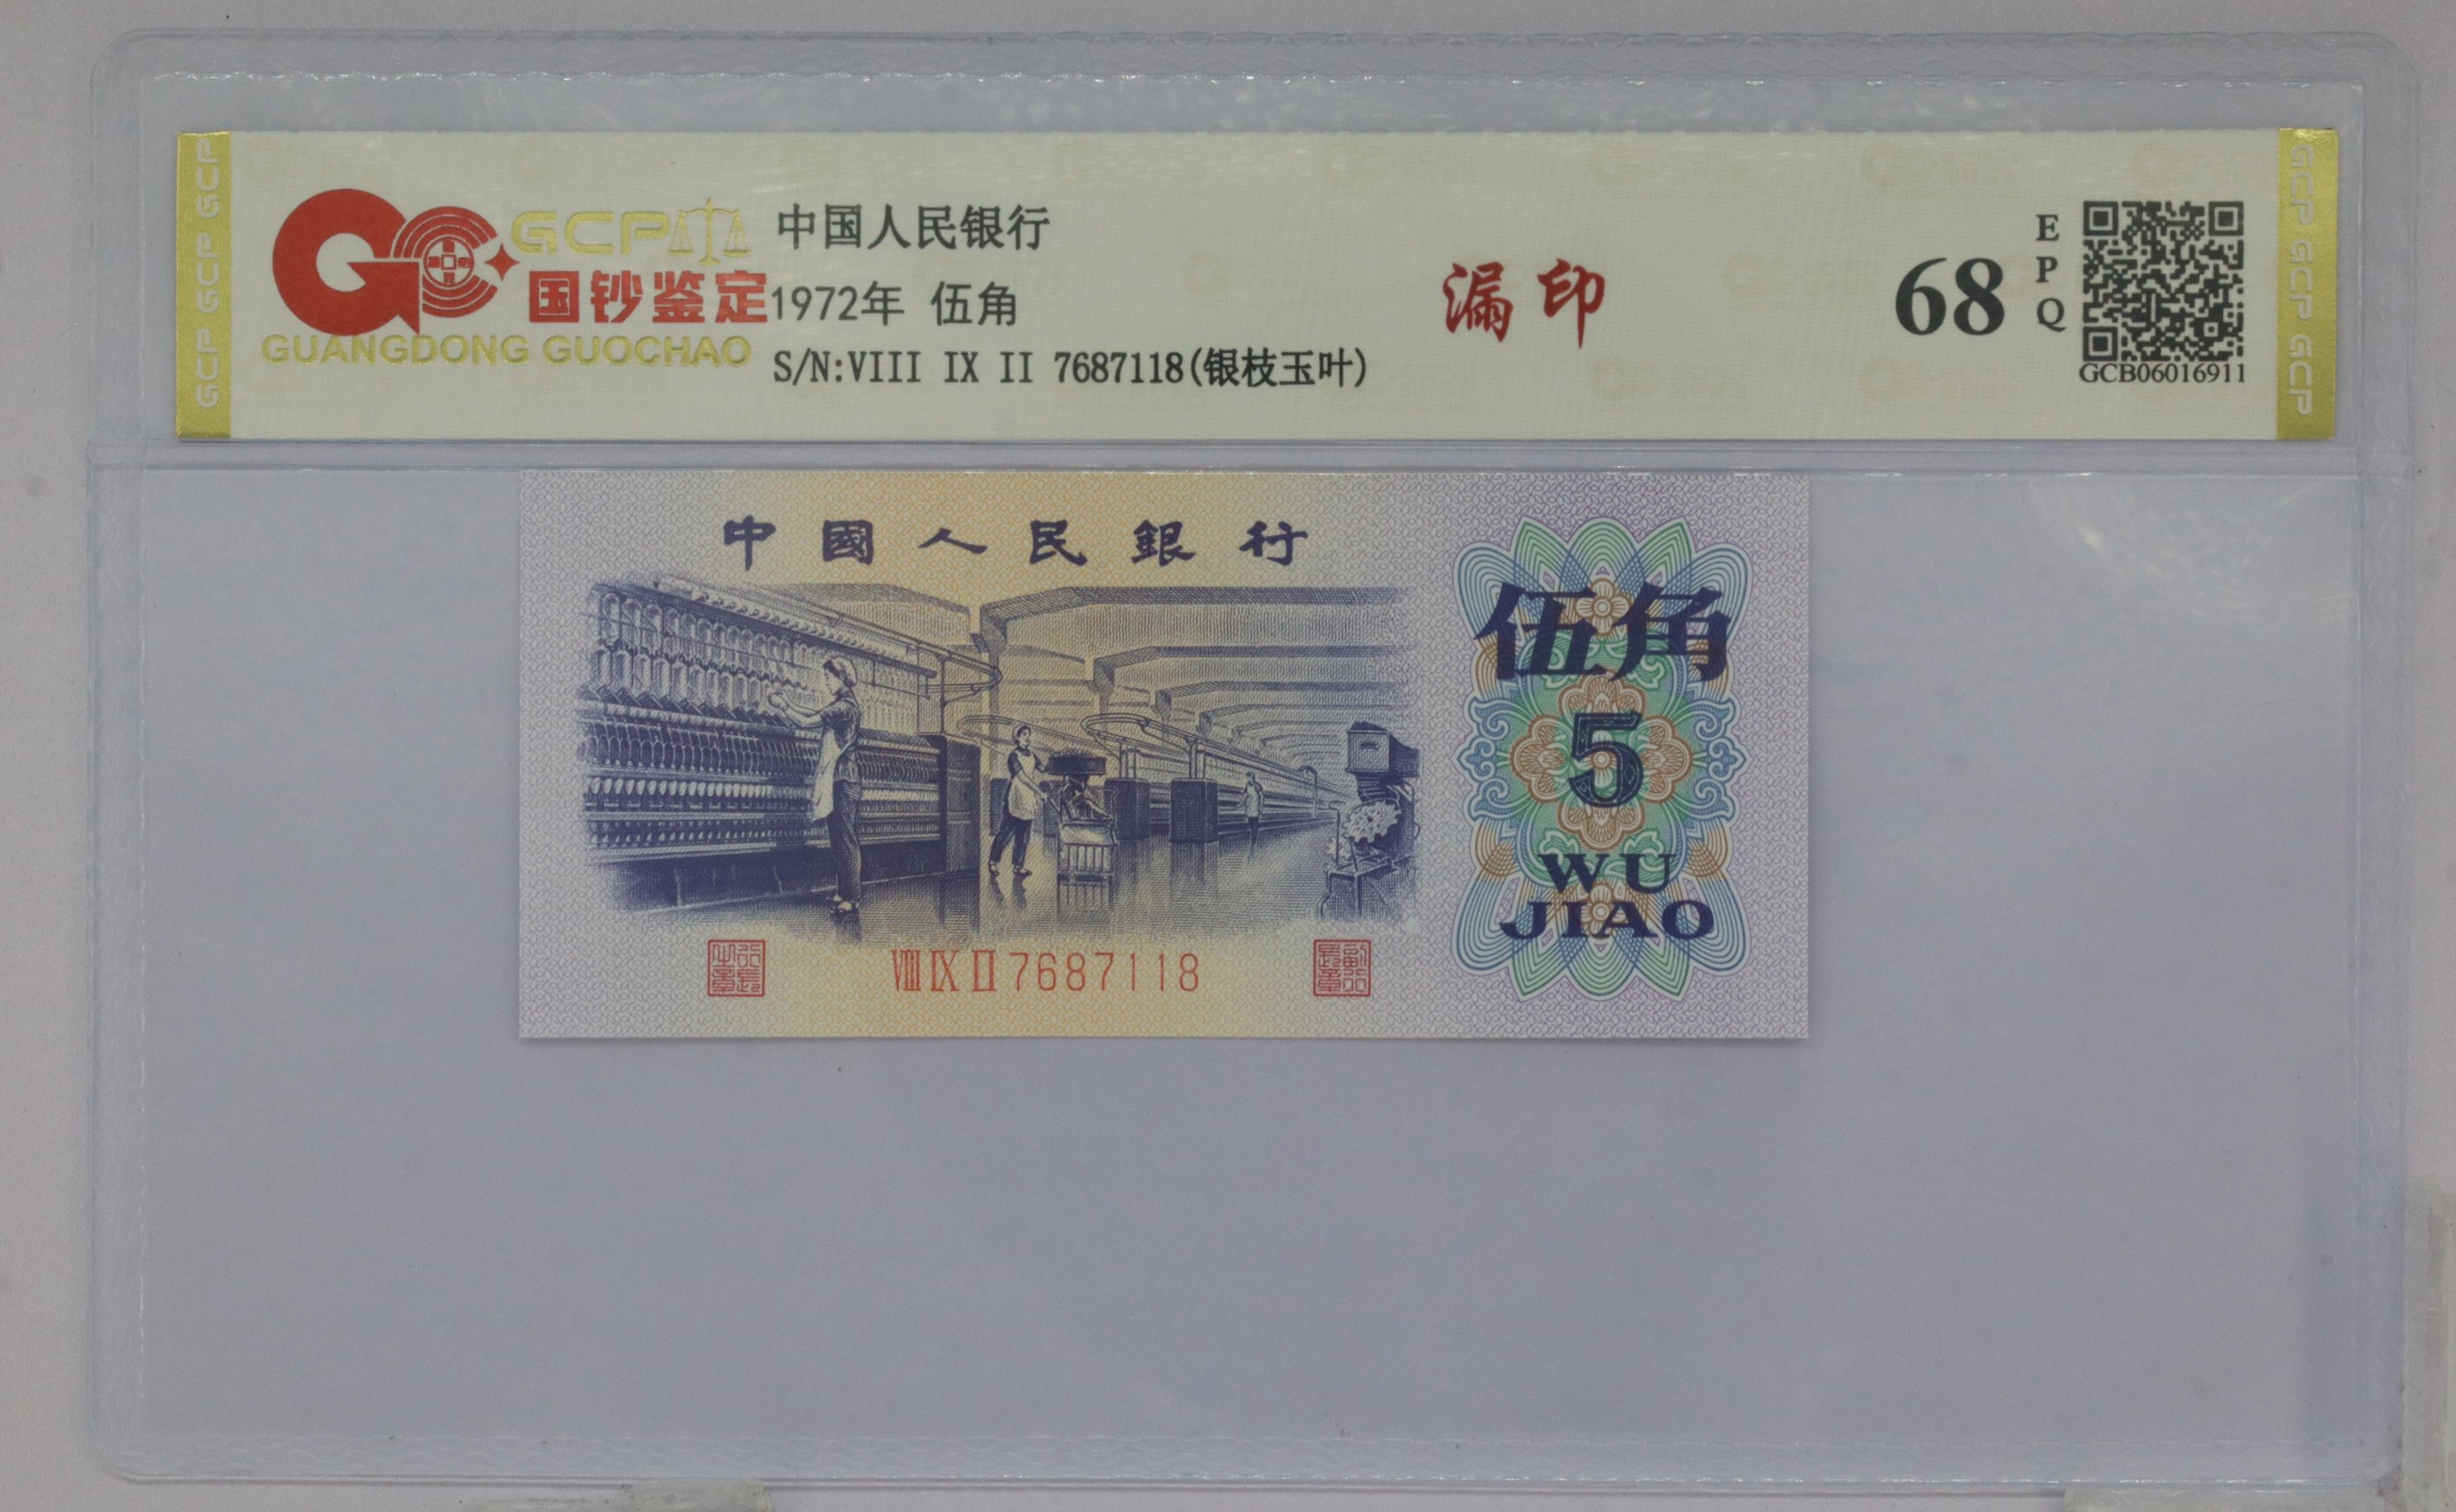 GCP
国钞鉴定
GUANGDONG GUOCHAO
中国人民银行
1972年 伍角
S/N:VIII IX II 7687118(银枝玉叶)
漏印
68
EPQ
GCB06016911
GCP GCP GCP
GCP GCP GCP
中國人民銀行
伍角
5
WU
JIAO
VIII IX II 7687118